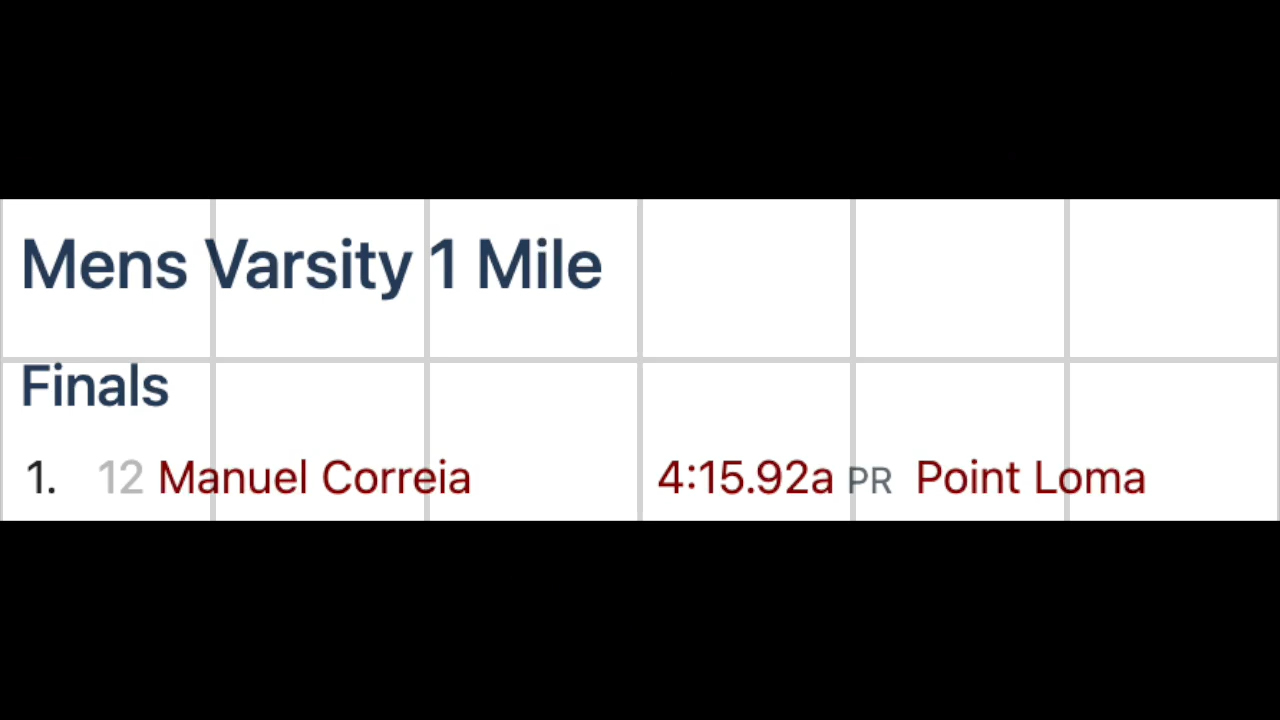 Mens Varsity 1 Mile
Finals
1. 12 Manuel Correia 4:15.92a PR Point Loma